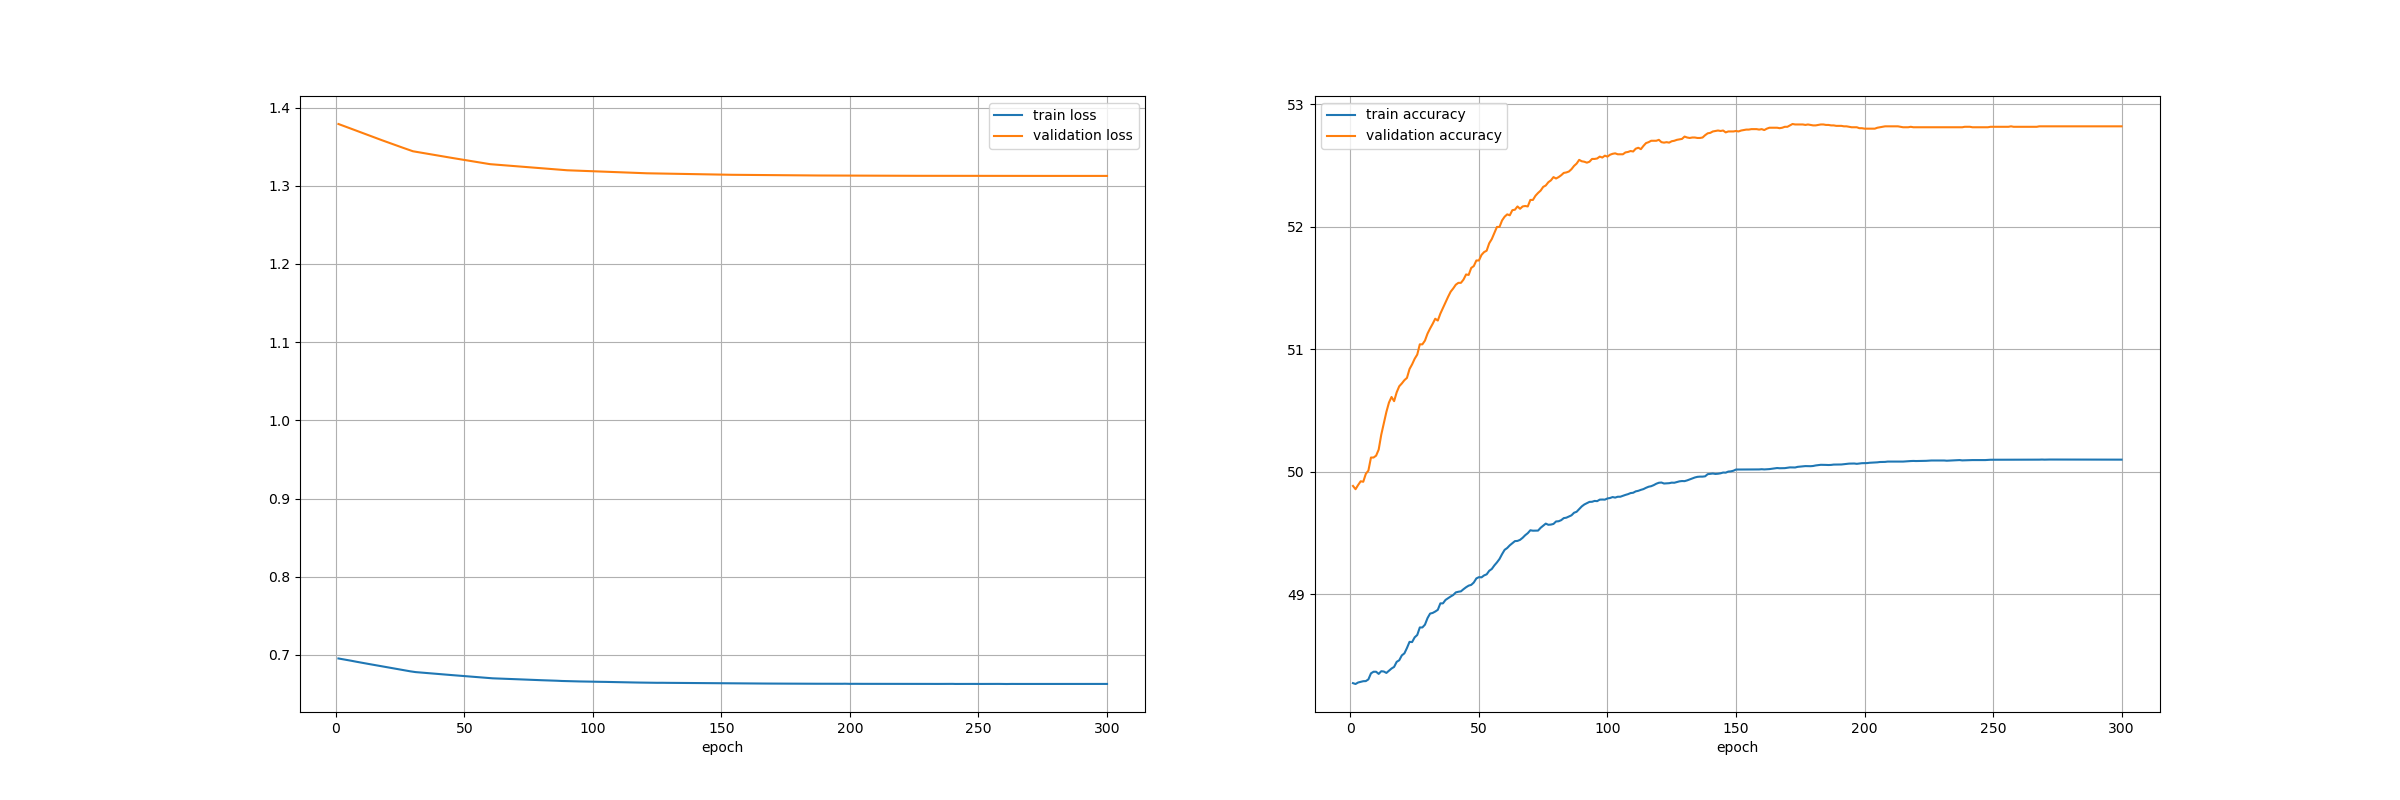 1.4
1.3
1.2
1.1
1.0
0.9
0.8
0.7
0 50 100 150 200 250 300
epoch
train loss
validation loss
53
52
51
50
49
0 50 100 150 200 250 300
epoch
train accuracy
validation accuracy